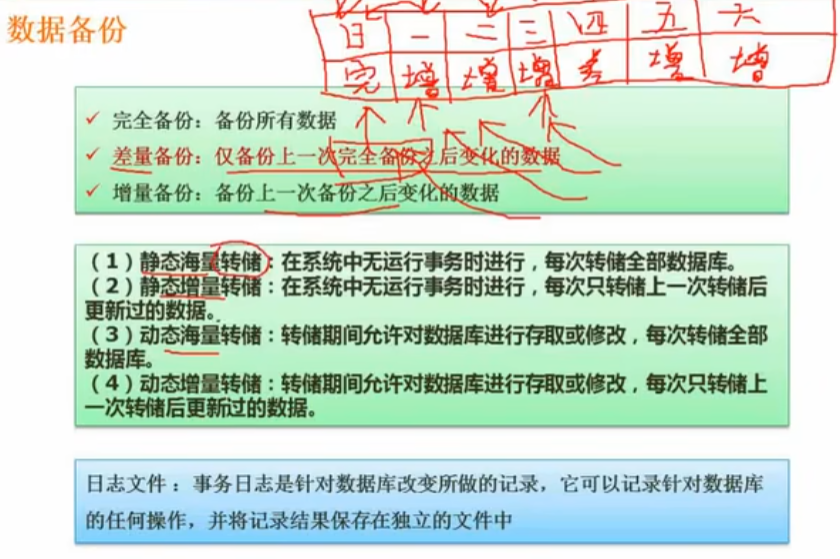 数据备份
日 一 二 三 四 五 六
完 增 增 增 差 增 增
完全备份：备份所有数据
差量备份：仅备份上一次完全备份之后变化的数据
增量备份：备份上一次备份之后变化的数据
（1）静态海量转储：在系统中无运行事务时进行，每次转储全部数据库。
（2）静态增量转储：在系统中无运行事务时进行，每次只转储上一次转储后
更新过的数据。
（3）动态海量转储：转储期间允许对数据库进行存取或修改，每次转储全部
数据库。
（4）动态增量转储：转储期间允许对数据库进行存取或修改，每次只转储上
一次转储后更新过的数据。
日志文件：事务日志是针对数据库改变所做的记录，它可以记录针对数据库
的任何操作，并将记录结果保存在独立的文件中